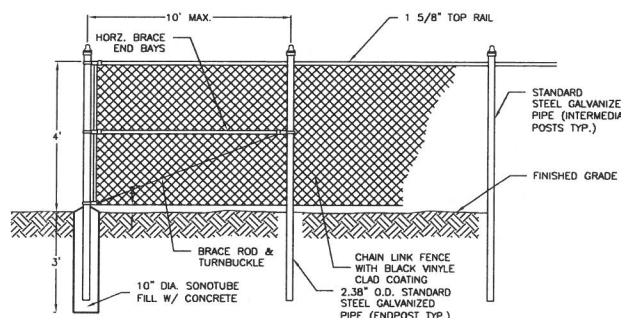 10' MAX.
1 5/8" TOP RAIL
HORZ. BRACE
END BAYS
STANDARD
STEEL GALVANIZE
PIPE (INTERMEDIA
POSTS TYP.)
4'
FINISHED GRADE
3'
BRACE ROD &
TURNBUCKLE
CHAIN LINK FENCE
WITH BLACK VINYLE
CLAD COATING
10" DIA. SONOTUBE
FILL W/ CONCRETE
2.38" O.D. STANDARD
STEEL GALVANIZED
PIPE (ENDPOST TYP.)